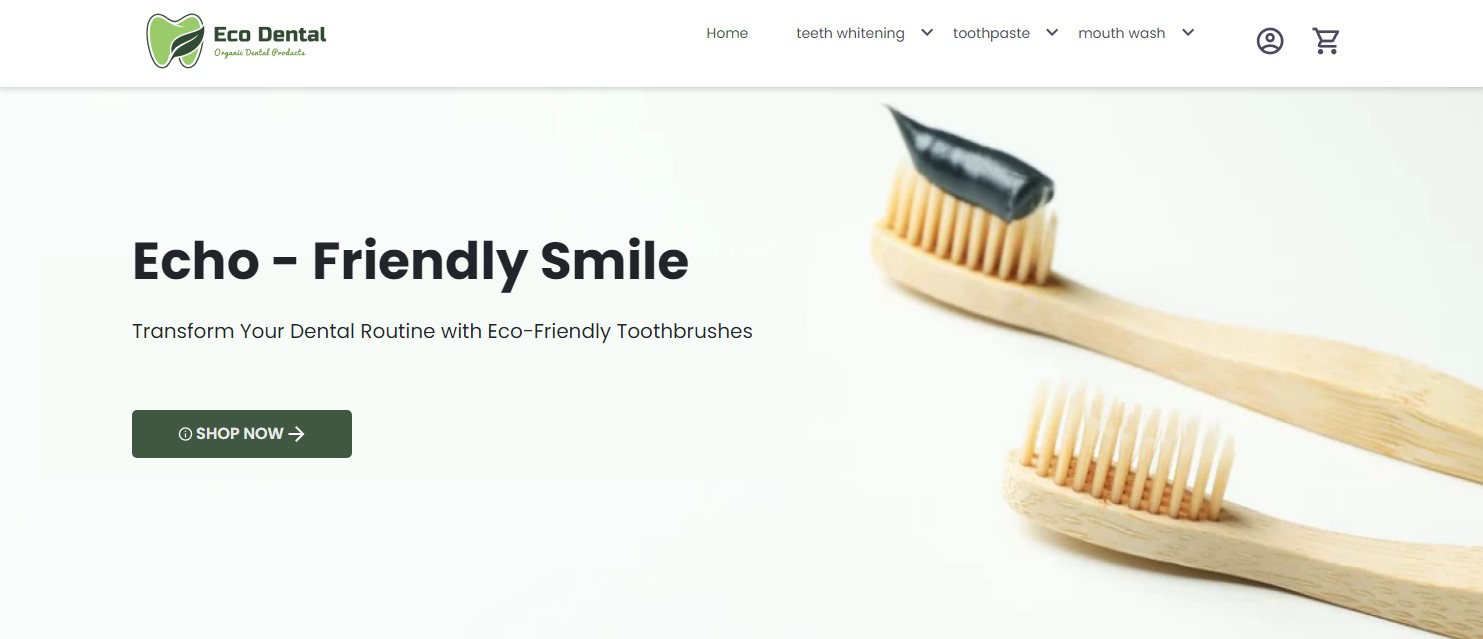 Eco Dental
Organic Dental Products
Home teeth whitening toothpaste mouth wash
Echo - Friendly Smile
Transform Your Dental Routine with Eco-Friendly Toothbrushes
SHOP NOW